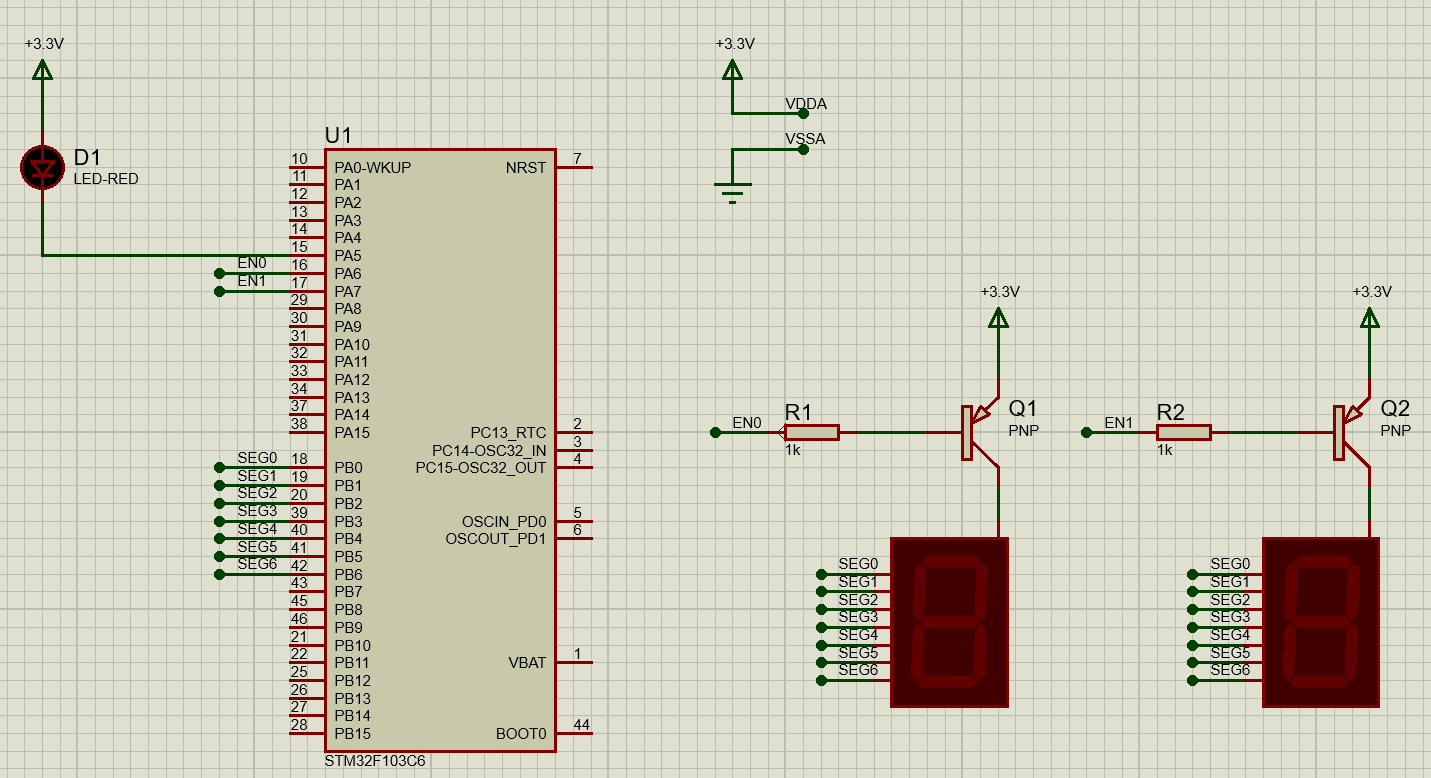 +3.3V
D1
LED-RED
U1
10 PA0-WKUP
11 PA1
12 PA2
13 PA3
14 PA4
15 PA5
EN0 16 PA6
EN1 17 PA7
29 PA8
30 PA9
31 PA10
32 PA11
33 PA12
34 PA13
37 PA14
38 PA15
SEG0 18 PB0
SEG1 19 PB1
SEG2 20 PB2
SEG3 39 PB3
SEG4 40 PB4
SEG5 41 PB5
SEG6 42 PB6
43 PB7
45 PB8
46 PB9
21 PB10
22 PB11
25 PB12
26 PB13
27 PB14
28 PB15
NRST 7
PC13_RTC 2
PC14-OSC32_IN 3
PC15-OSC32_OUT 4
OSCIN_PD0 5
OSCOUT_PD1 6
VBAT 1
BOOT0 44
STM32F103C6
+3.3V
VDDA
VSSA
+3.3V
EN0
R1
1k
Q1
PNP
SEG0
SEG1
SEG2
SEG3
SEG4
SEG5
SEG6
+3.3V
EN1
R2
1k
Q2
PNP
SEG0
SEG1
SEG2
SEG3
SEG4
SEG5
SEG6